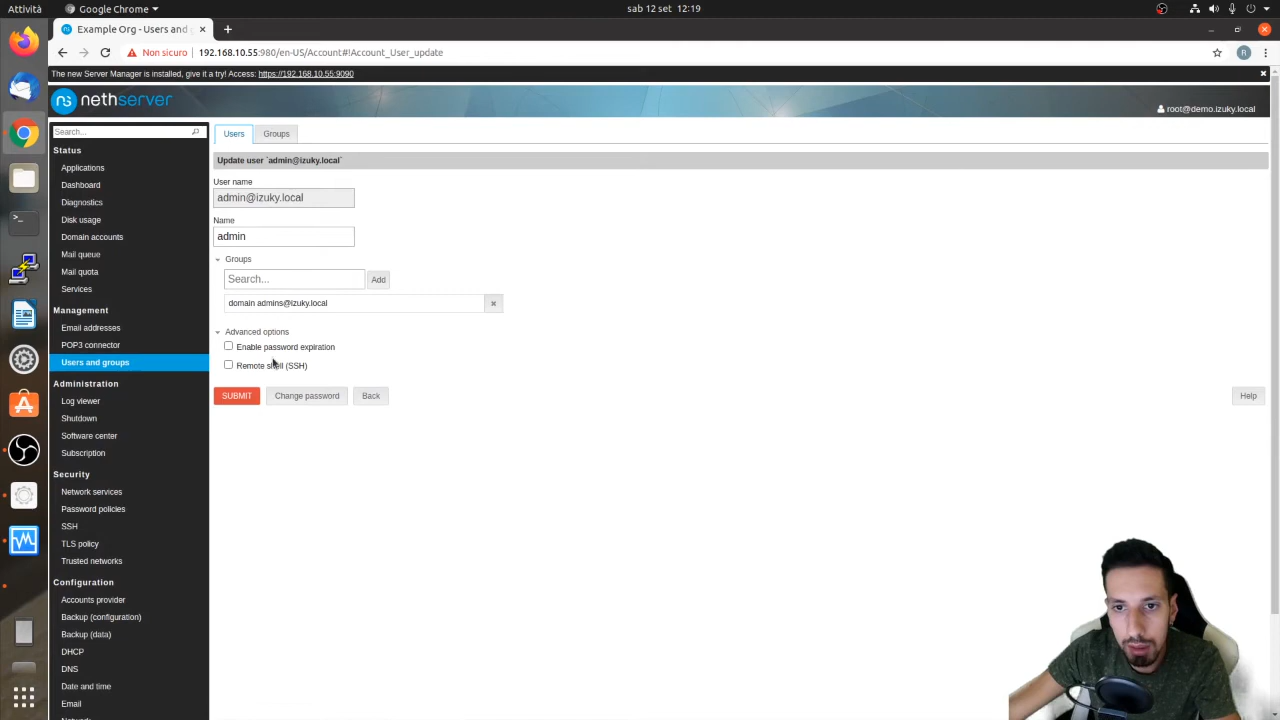 Attività
Google Chrome
sab 12 set 12:19
Example Org - Users and g
Non sicuro
192.168.10.55:980/en-US/Account#!Account_User_update
R
The new Server Manager is installed, give it a try! Access: https://192.168.10.55:9090
nethserver
root@demo.izuky.local
Search...
Status
Applications
Dashboard
Diagnostics
Disk usage
Domain accounts
Mail queue
Mail quota
Services
Management
Email addresses
POP3 connector
Users and groups
Administration
Log viewer
Shutdown
Software center
Subscription
Security
Network services
Password policies
SSH
TLS policy
Trusted networks
Configuration
Accounts provider
Backup (configuration)
Backup (data)
DHCP
DNS
Date and time
Email
Users
Groups
Update user `admin@izuky.local`
User name
admin@izuky.local
Name
admin
Groups
Search...
Add
domain admins@izuky.local
Advanced options
Enable password expiration
Remote shell (SSH)
SUBMIT
Change password
Back
Help